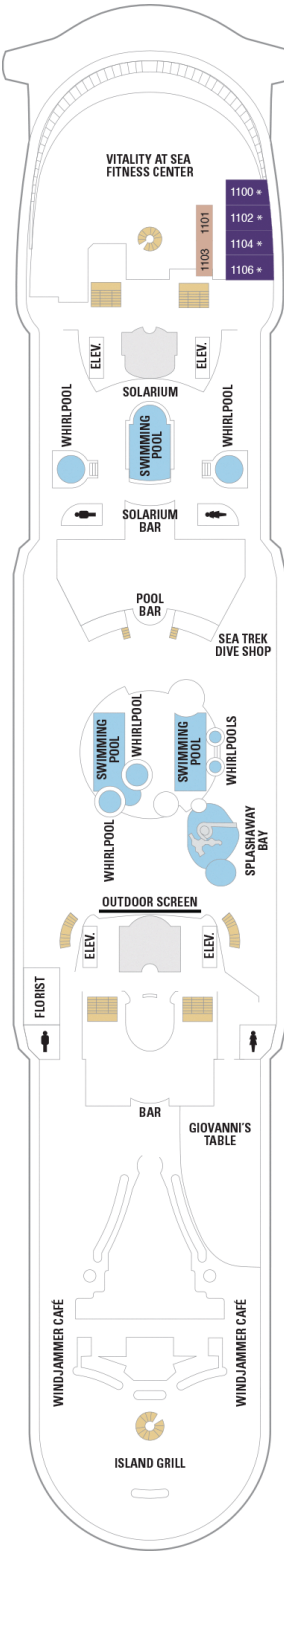 VITALITY AT SEA
FITNESS CENTER
1100 *
1102 *
1104 *
1106 *
1101
1103
ELEV.
ELEV.
SOLARIUM
WHIRLPOOL
SWIMMING
POOL
WHIRLPOOL
SOLARIUM
BAR
POOL
BAR
SEA TREK
DIVE SHOP
SWIMMING
POOL
WHIRLPOOL
SWIMMING
POOL
WHIRLPOOLS
WHIRLPOOL
SPLASHAWAY
BAY
OUTDOOR SCREEN
ELEV.
ELEV.
FLORIST
BAR
GIOVANNI'S
TABLE
WINDJAMMER CAFÉ
WINDJAMMER CAFÉ
ISLAND GRILL